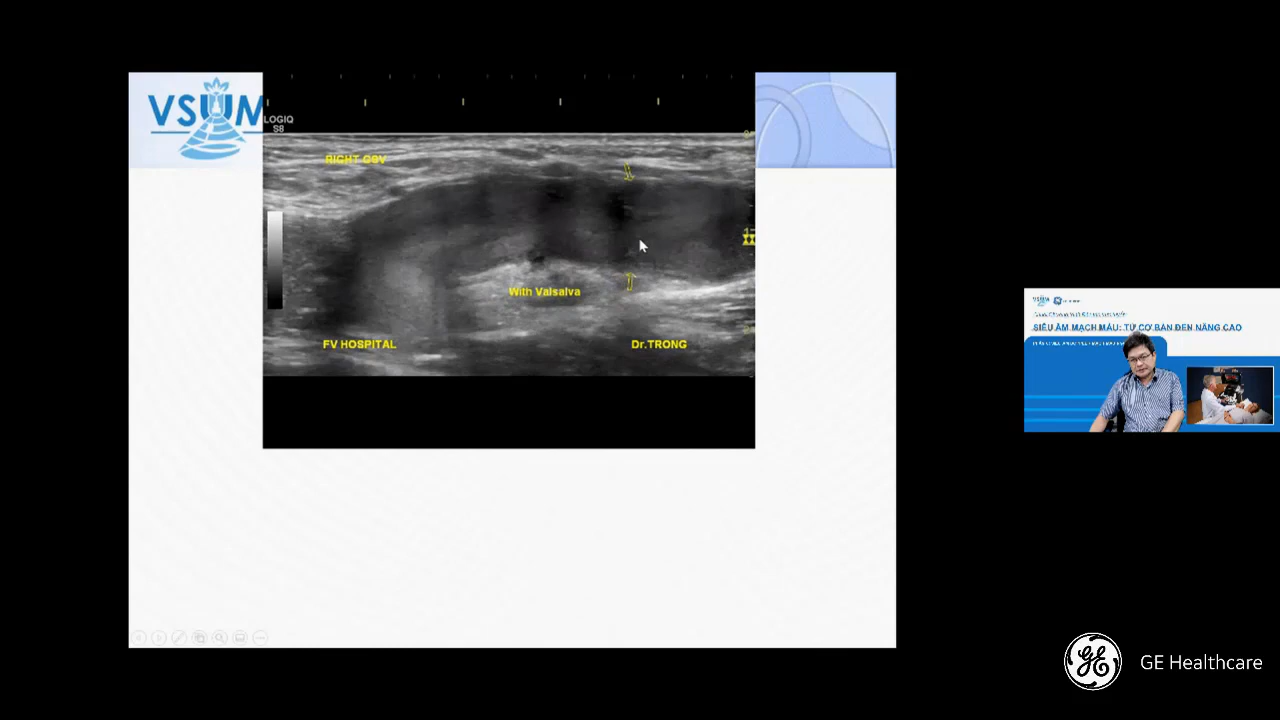 VSUM
LOGIQ
S8
RIGHT GSV
With Valsalva
FV HOSPITAL
Dr.TRONG
SIÊU ÂM MẠCH MÁU: TỪ CƠ BẢN ĐẾN NÂNG CAO
GE Healthcare